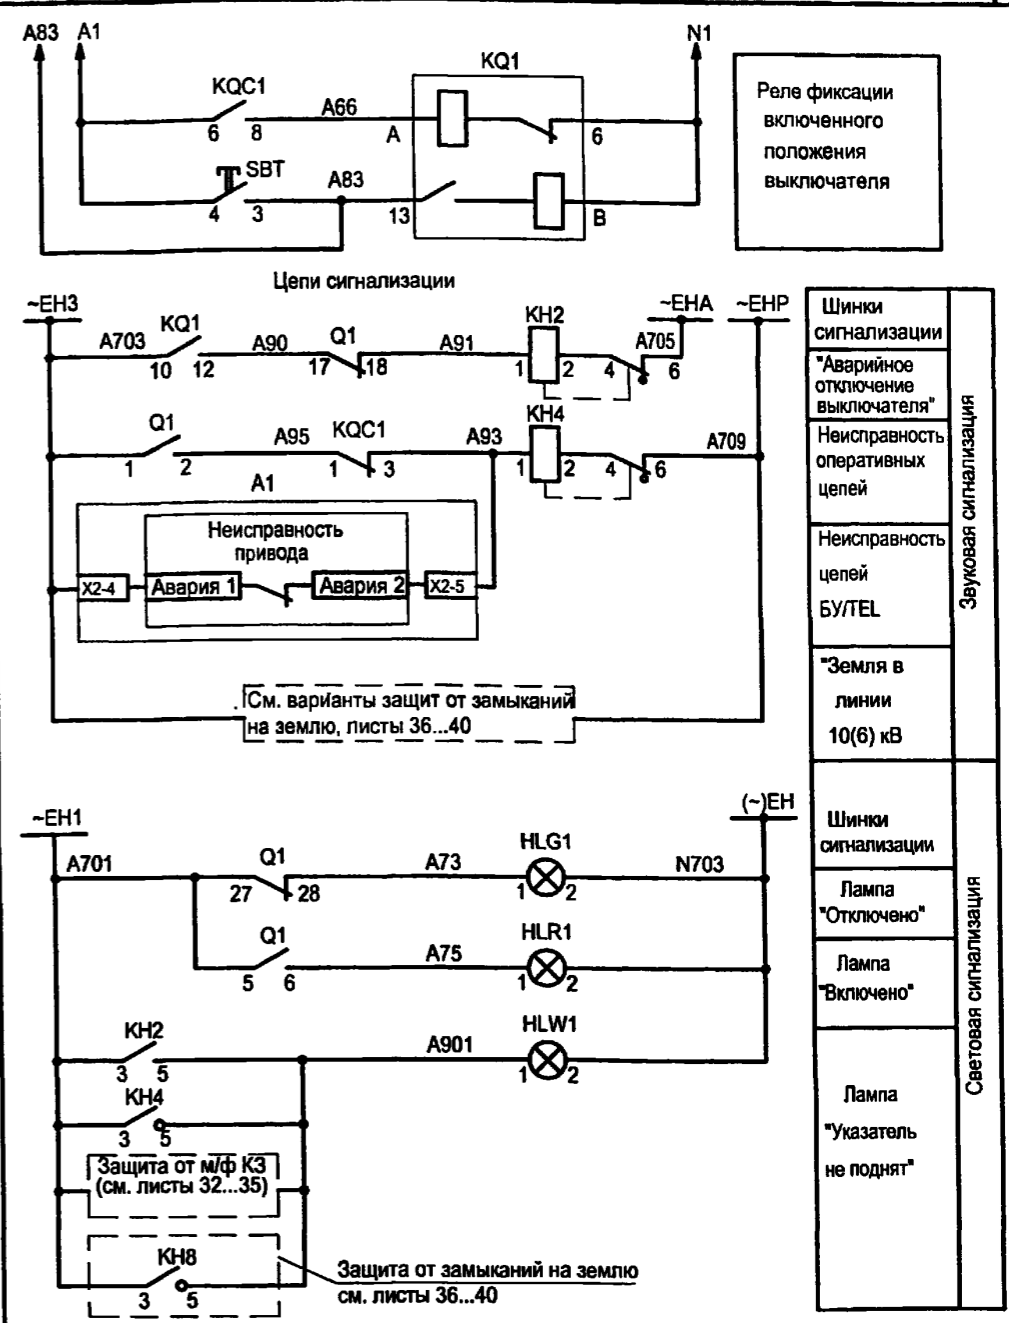 A83 A1 N1
KQ1
KQC1
A66
6 8 A 6
SBT
A83
4 3 13 B
Реле фиксации
включенного
положения
выключателя
Цепи сигнализации
~EH3 ~EHA ~EHP
KH2
A703 KQ1 A90 Q1 A91 A705
10 12 17 18 1 2 4 6
Q1 A95 KQC1 A93 KH4 A709
1 2 1 3 1 2 4 6
A1
Неисправность
привода
X2-4 Авария 1 Авария 2 X2-5
См. варианты защит от замыканий
на землю, листы 36...40
Шинки
сигнализации
"Аварийное
отключение
выключателя"
Неисправность
оперативных
цепей
Неисправность
цепей
БУ/TEL
"Земля в
линии
10(6) кВ
Звуковая сигнализация
~EH1 (~)EH
A701 Q1 A73 HLG1 N703
27 28 1 2
Q1 A75 HLR1
5 6 1 2
KH2 A901 HLW1
3 5 1 2
KH4
3 5
Защита от м/ф КЗ
(см. листы 32...35)
KH8
3 5
Защита от замыканий на землю
см. листы 36...40
Шинки
сигнализации
Лампа
"Отключено"
Лампа
"Включено"
Лампа
"Указатель
не поднят"
Световая сигнализация